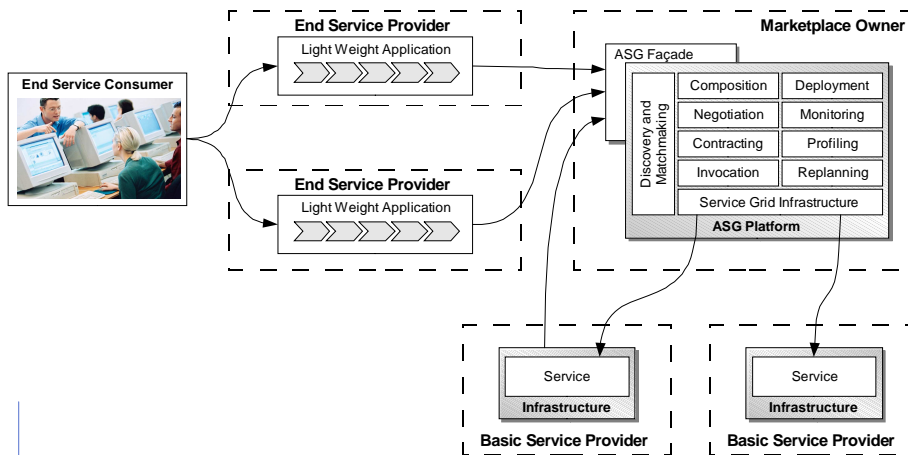 End Service Provider
Light Weight Application
End Service Consumer
End Service Provider
Light Weight Application
Marketplace Owner
ASG Façade
Discovery and
Matchmaking
Composition
Deployment
Negotiation
Monitoring
Contracting
Profiling
Invocation
Replanning
Service Grid Infrastructure
ASG Platform
Service
Infrastructure
Basic Service Provider
Service
Infrastructure
Basic Service Provider